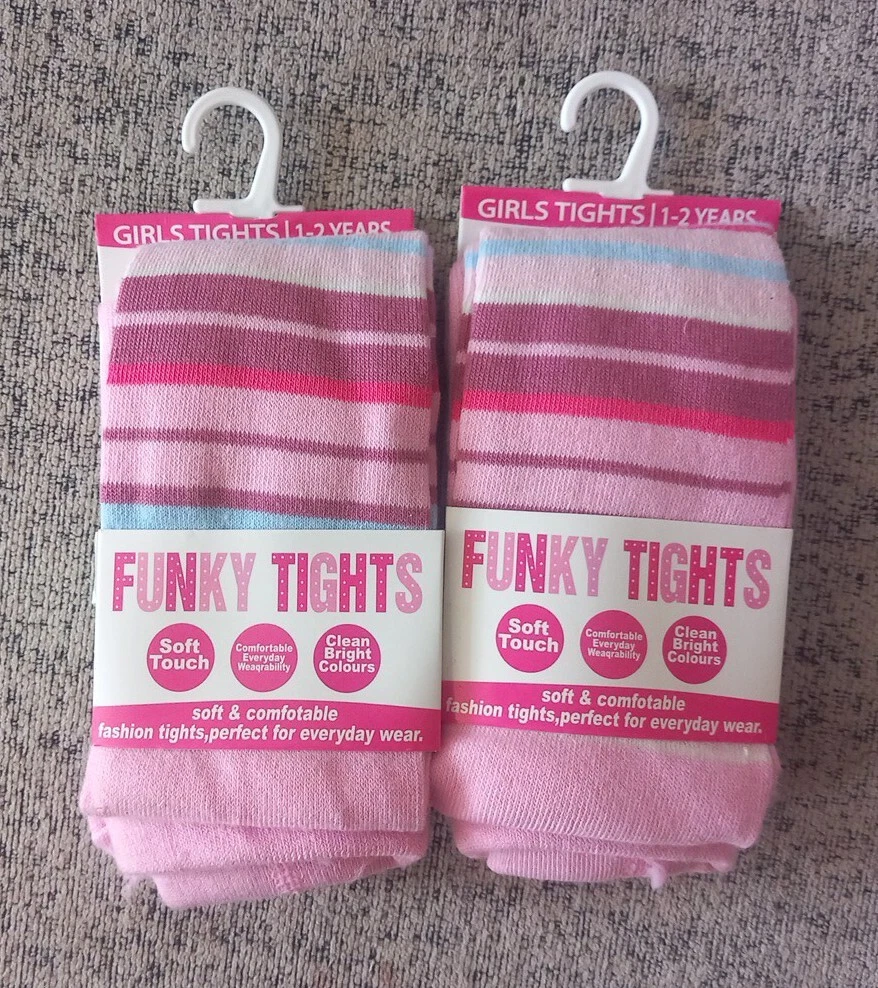 GIRLS TIGHTS | 1-2 YEARS
FUNKY TIGHTS
Soft
Touch
Comfortable
Everyday
Weaqrability
Clean
Bright
Colours
soft & comfotable
fashion tights,perfect for everyday wear.
GIRLS TIGHTS | 1-2 YEARS
FUNKY TIGHTS
Soft
Touch
Comfortable
Everyday
Weaqrability
Clean
Bright
Colours
soft & comfotable
fashion tights,perfect for everyday wear.